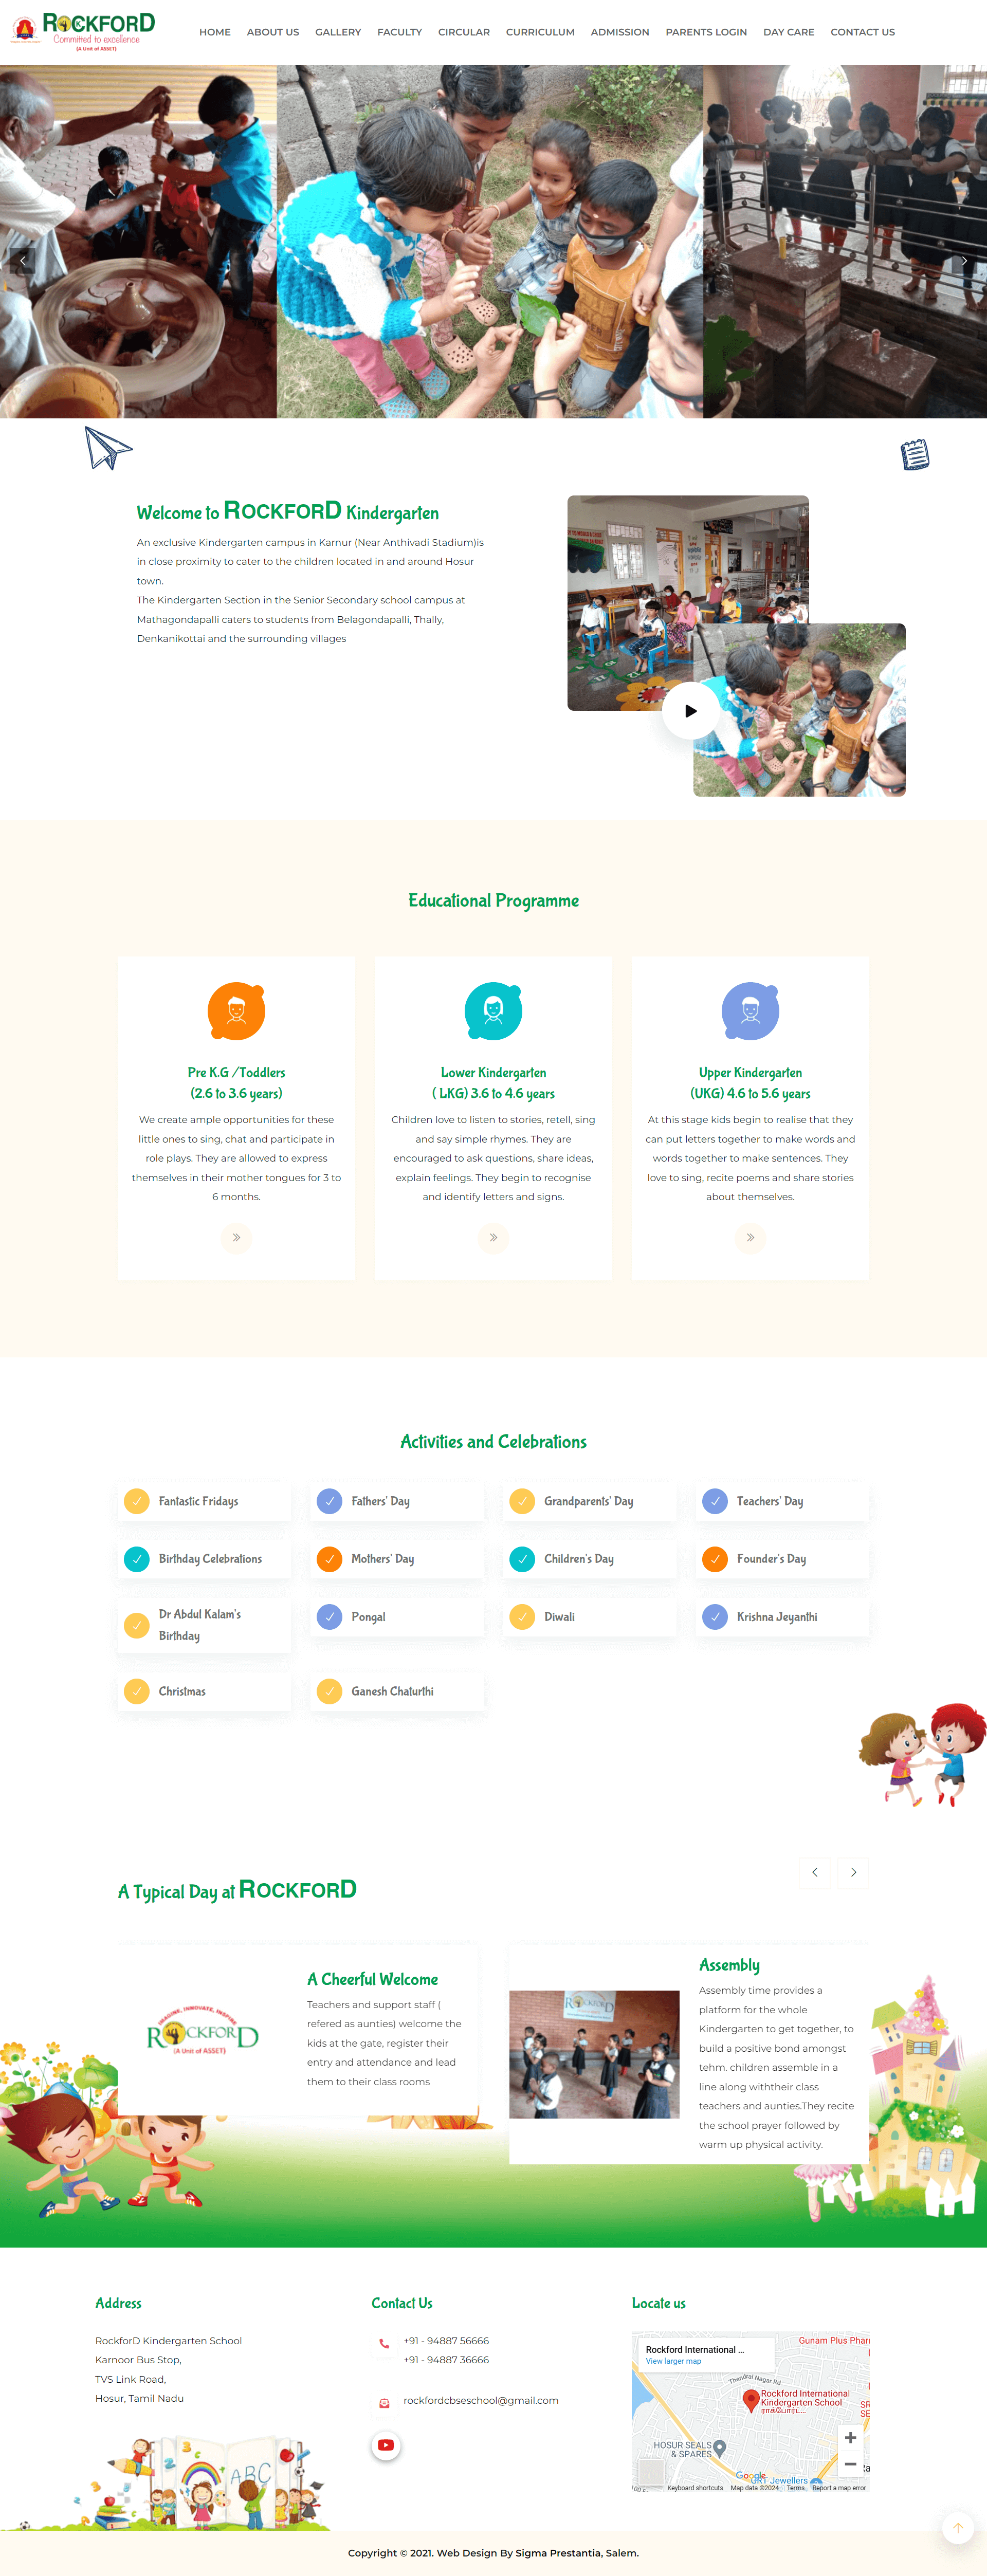 ROCKFORD
Committed to excellence
(A Unit of ASSET)
HOME ABOUT US GALLERY FACULTY CIRCULAR CURRICULUM ADMISSION PARENTS LOGIN DAY CARE CONTACT US
Welcome to ROCKFORD Kindergarten
An exclusive Kindergarten campus in Karnur (Near Anthivadi Stadium)is
in close proximity to cater to the children located in and around Hosur
town.
The Kindergarten Section in the Senior Secondary school campus at
Mathagondapalli caters to students from Belagondapalli, Thally,
Denkanikottai and the surrounding villages
Educational Programme
Pre K.G /Toddlers
(2.6 to 3.6 years)
We create ample opportunities for these
little ones to sing, chat and participate in
role plays. They are allowed to express
themselves in their mother tongues for 3 to
6 months.
Lower Kindergarten
( LKG) 3.6 to 4.6 years
Children love to listen to stories, retell, sing
and say simple rhymes. They are
encouraged to ask questions, share ideas,
explain feelings. They begin to recognise
and identify letters and signs.
Upper Kindergarten
(UKG) 4.6 to 5.6 years
At this stage kids begin to realise that they
can put letters together to make words and
words together to make sentences. They
love to sing, recite poems and share stories
about themselves.
Activities and Celebrations
Fantastic Fridays
Fathers' Day
Grandparents' Day
Teachers' Day
Birthday Celebrations
Mothers' Day
Children's Day
Founder's Day
Dr Abdul Kalam's
Birthday
Pongal
Diwali
Krishna Jeyanthi
Christmas
Ganesh Chaturthi
A Typical Day at ROCKFORD
IMAGINE, INNOVATE, INSPIRE
ROCKFORD
(A Unit of ASSET)
A Cheerful Welcome
Teachers and support staff (
refered as aunties) welcome the
kids at the gate, register their
entry and attendance and lead
them to their class rooms
ROCKFORD
Assembly
Assembly time provides a
platform for the whole
Kindergarten to get together, to
build a positive bond amongst
tehm. children assemble in a
line along withtheir class
teachers and aunties.They recite
the school prayer followed by
warm up physical activity.
Address
RockforD Kindergarten School
Karnoor Bus Stop,
TVS Link Road,
Hosur, Tamil Nadu
ABC
Contact Us
+91 - 94887 56666
+91 - 94887 36666
rockfordcbseschool@gmail.com
Locate us
Rockford International ...
View larger map
Gunam Plus Phar
Thendral Nagar Rd
Rockford International
Kindergarten School
ராக்போர்ட்...
SR
SE
HOSUR SEALS
& SPARES
Google
GRT Jewellers
Keyboard shortcuts Map data ©2024 Terms Report a map error
Copyright © 2021. Web Design By Sigma Prestantia, Salem.